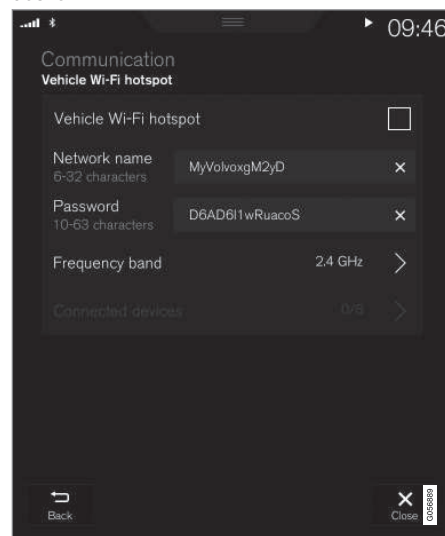 09:46
Communication
Vehicle Wi-Fi hotspot
Vehicle Wi-Fi hotspot
Network name
6-32 characters
MyVolvoxgM2yD
Password
10-63 characters
D6AD6I1wRuacoS
Frequency band 2.4 GHz
Connected devices 0/8
Back
Close
G056889